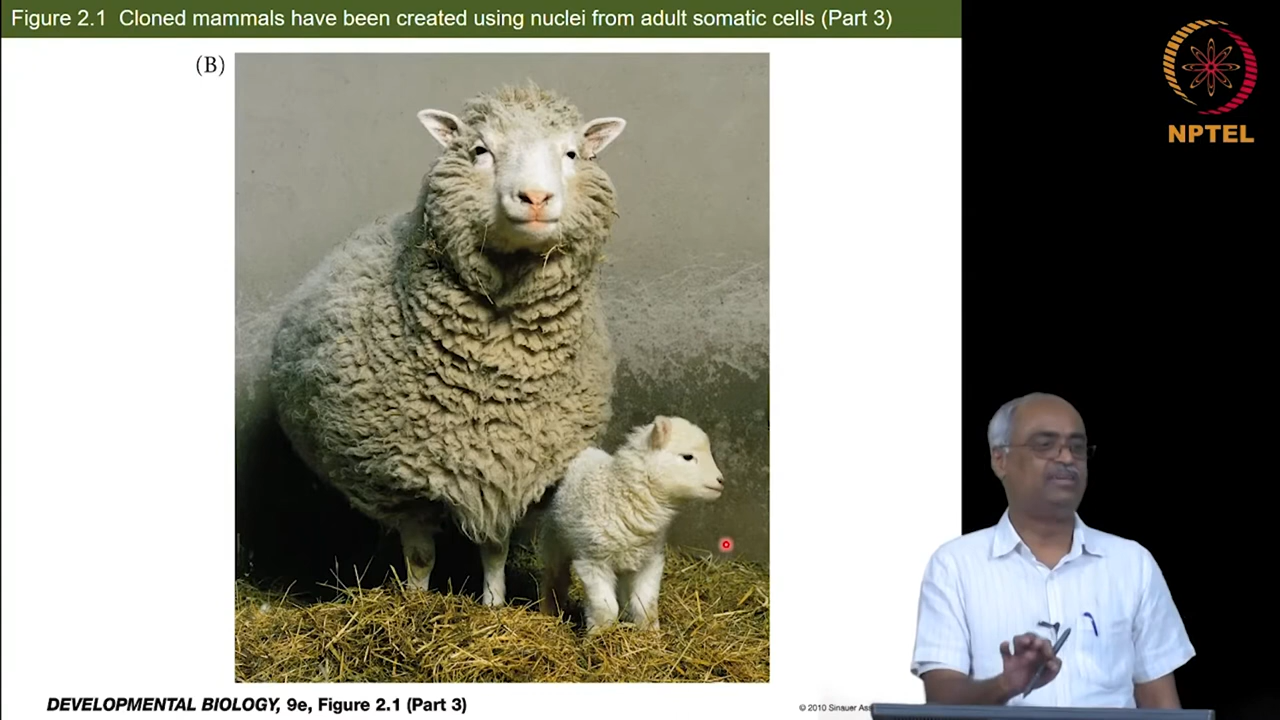 Figure 2.1 Cloned mammals have been created using nuclei from adult somatic cells (Part 3)
(B)
NPTEL
DEVELOPMENTAL BIOLOGY, 9e, Figure 2.1 (Part 3)
© 2010 Sinauer